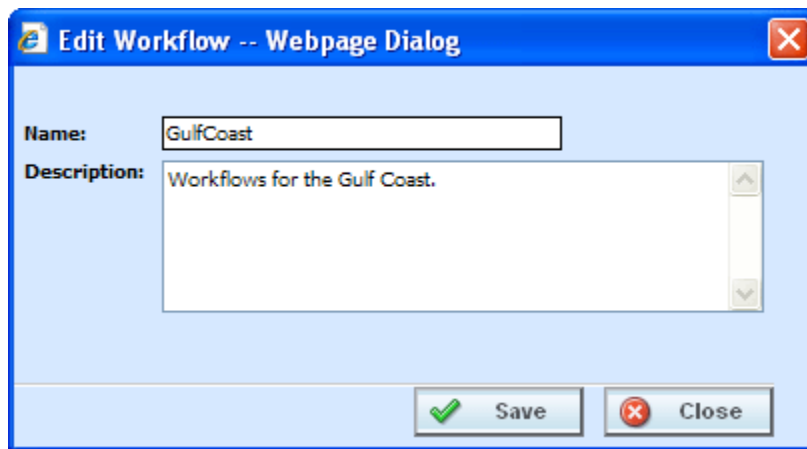 Edit Workflow -- Webpage Dialog
Name: GulfCoast
Description: Workflows for the Gulf Coast.
Save Close